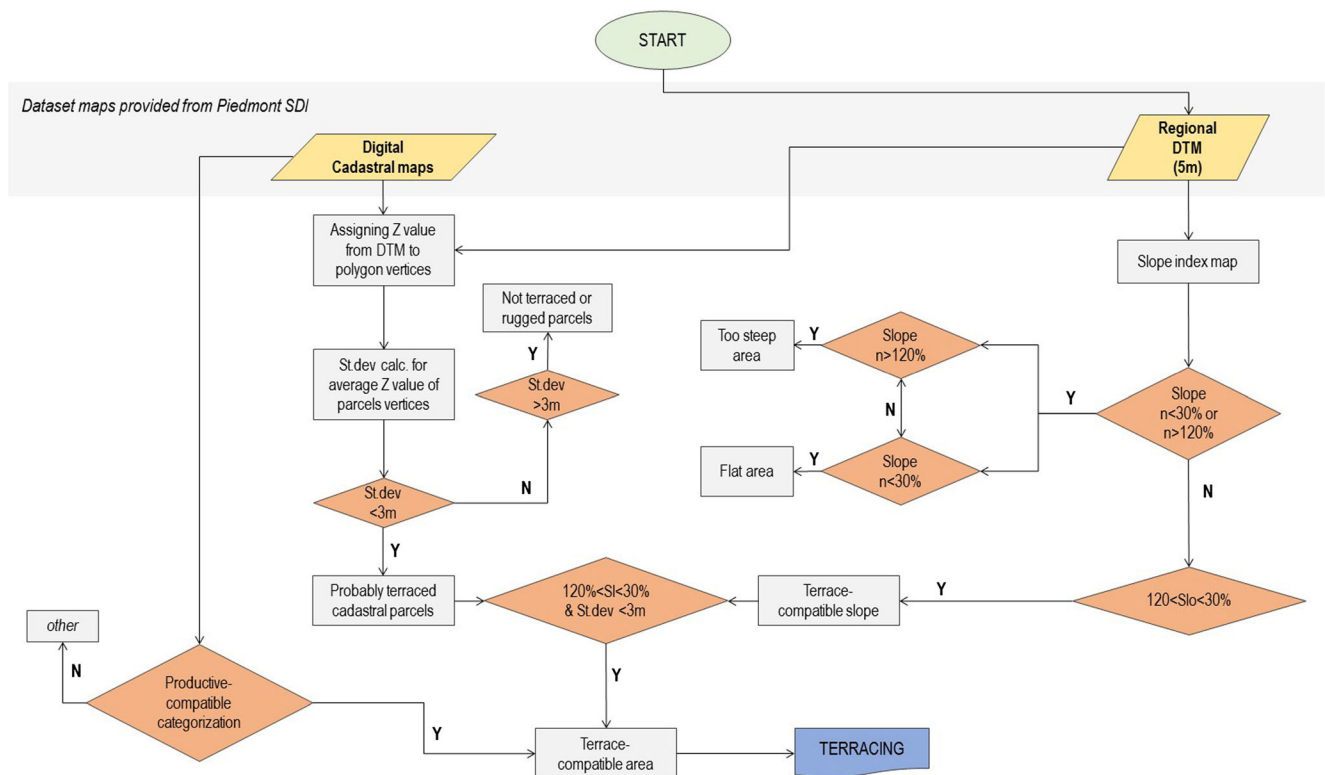 START
Dataset maps provided from Piedmont SDI
Digital
Cadastral maps
Regional
DTM
(5m)
Assigning Z value
from DTM to
polygon vertices
Slope index map
Not terraced or
rugged parcels
Too steep
area
Y
Slope
n>120%
St.dev calc. for
average Z value of
parcels vertices
Y
St.dev
>3m
N
Y
Slope
n<30% or
n>120%
Flat area
Y
Slope
n<30%
St.dev
<3m
N
N
Y
Probably terraced
cadastral parcels
120%<Sl<30%
& St.dev <3m
Terrace-
compatible slope
Y
120<Slo<30%
other
N
Productive-
compatible
categorization
Y
Y
Terrace-
compatible area
TERRACING